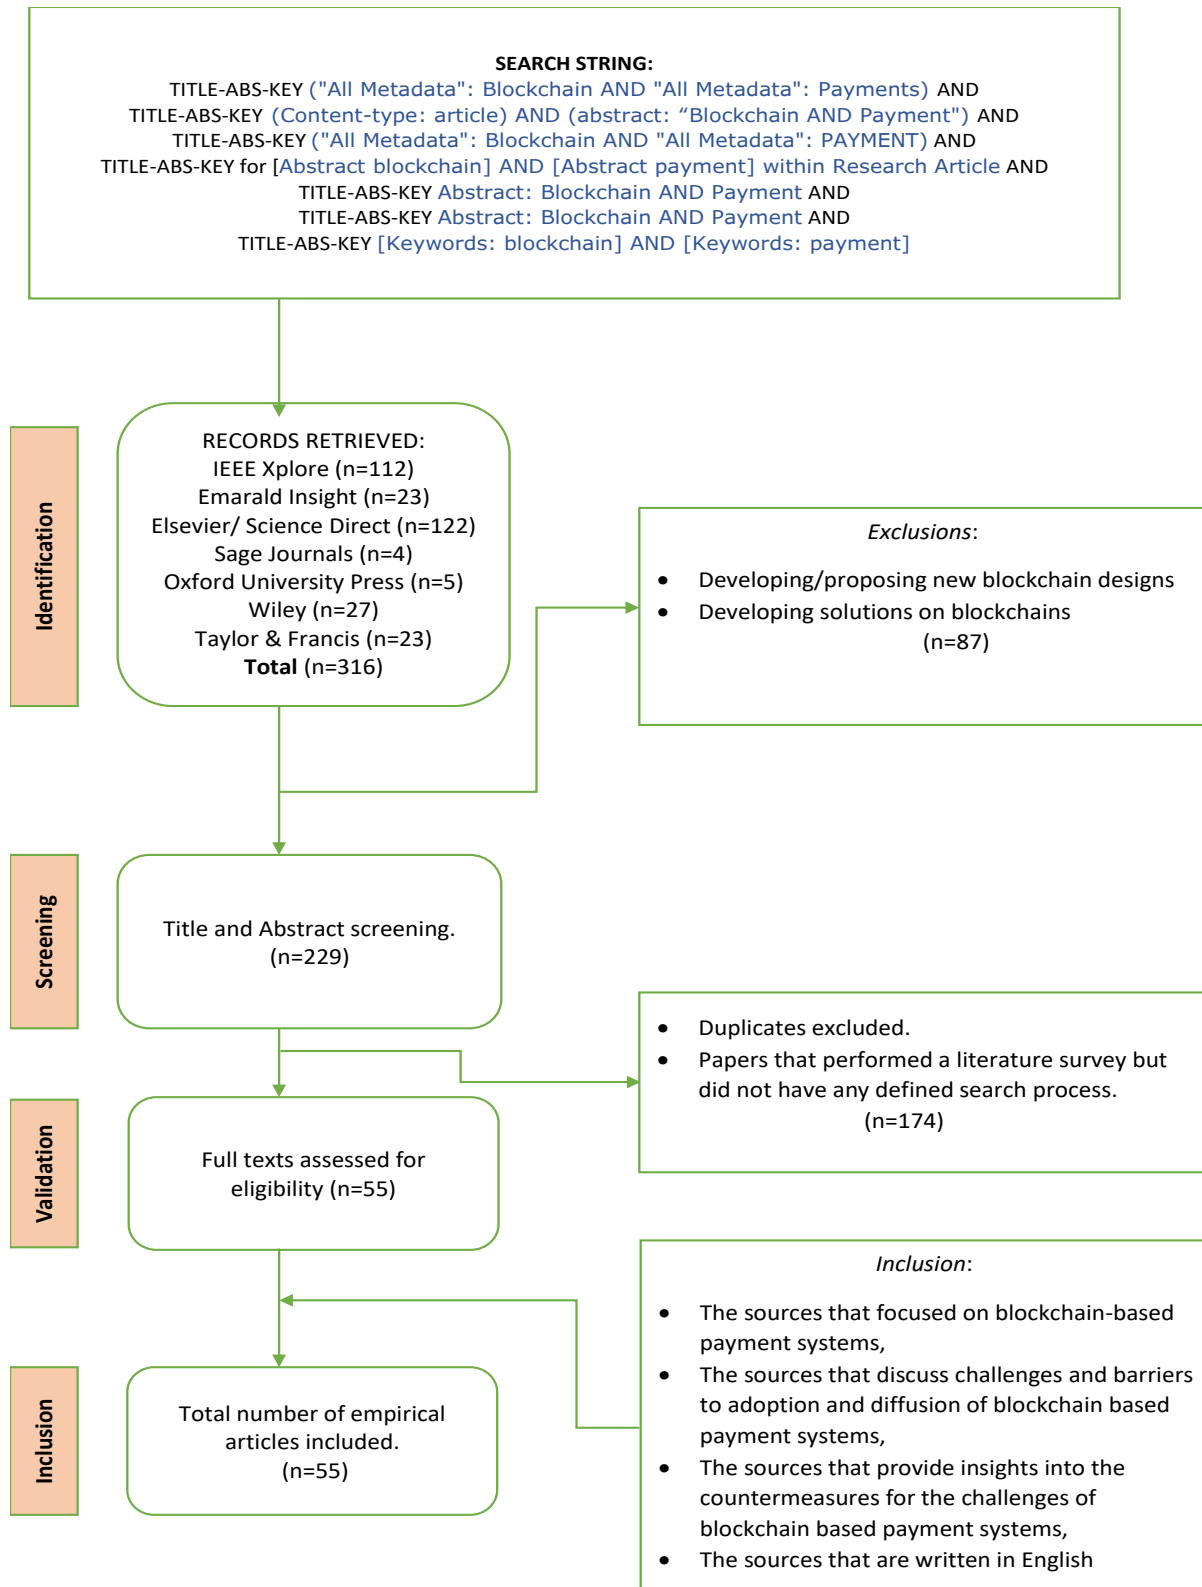 SEARCH STRING:
TITLE-ABS-KEY ("All Metadata": Blockchain AND "All Metadata": Payments) AND
TITLE-ABS-KEY (Content-type: article) AND (abstract: “Blockchain AND Payment") AND
TITLE-ABS-KEY ("All Metadata": Blockchain AND "All Metadata": PAYMENT) AND
TITLE-ABS-KEY for [Abstract blockchain] AND [Abstract payment] within Research Article AND
TITLE-ABS-KEY Abstract: Blockchain AND Payment AND
TITLE-ABS-KEY Abstract: Blockchain AND Payment AND
TITLE-ABS-KEY [Keywords: blockchain] AND [Keywords: payment]
Identification
RECORDS RETRIEVED:
IEEE Xplore (n=112)
Emarald Insight (n=23)
Elsevier/ Science Direct (n=122)
Sage Journals (n=4)
Oxford University Press (n=5)
Wiley (n=27)
Taylor & Francis (n=23)
Total (n=316)
Exclusions:
• Developing/proposing new blockchain designs
• Developing solutions on blockchains
(n=87)
Screening
Title and Abstract screening.
(n=229)
• Duplicates excluded.
• Papers that performed a literature survey but
did not have any defined search process.
(n=174)
Validation
Full texts assessed for
eligibility (n=55)
Inclusion:
• The sources that focused on blockchain-based
payment systems,
• The sources that discuss challenges and barriers
to adoption and diffusion of blockchain based
payment systems,
• The sources that provide insights into the
countermeasures for the challenges of
blockchain based payment systems,
• The sources that are written in English
Inclusion
Total number of empirical
articles included.
(n=55)